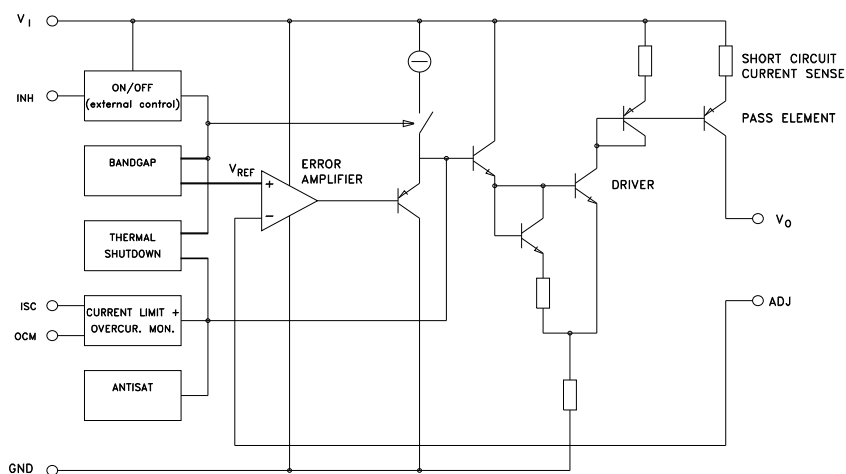 V I
INH
ON/OFF
(external control)
BANDGAP
THERMAL
SHUTDOWN
ISC
OCM
CURRENT LIMIT +
OVERCUR. MON.
ANTISAT
GND
V REF
+
−
ERROR
AMPLIFIER
DRIVER
SHORT CIRCUIT
CURRENT SENSE
PASS ELEMENT
V O
ADJ